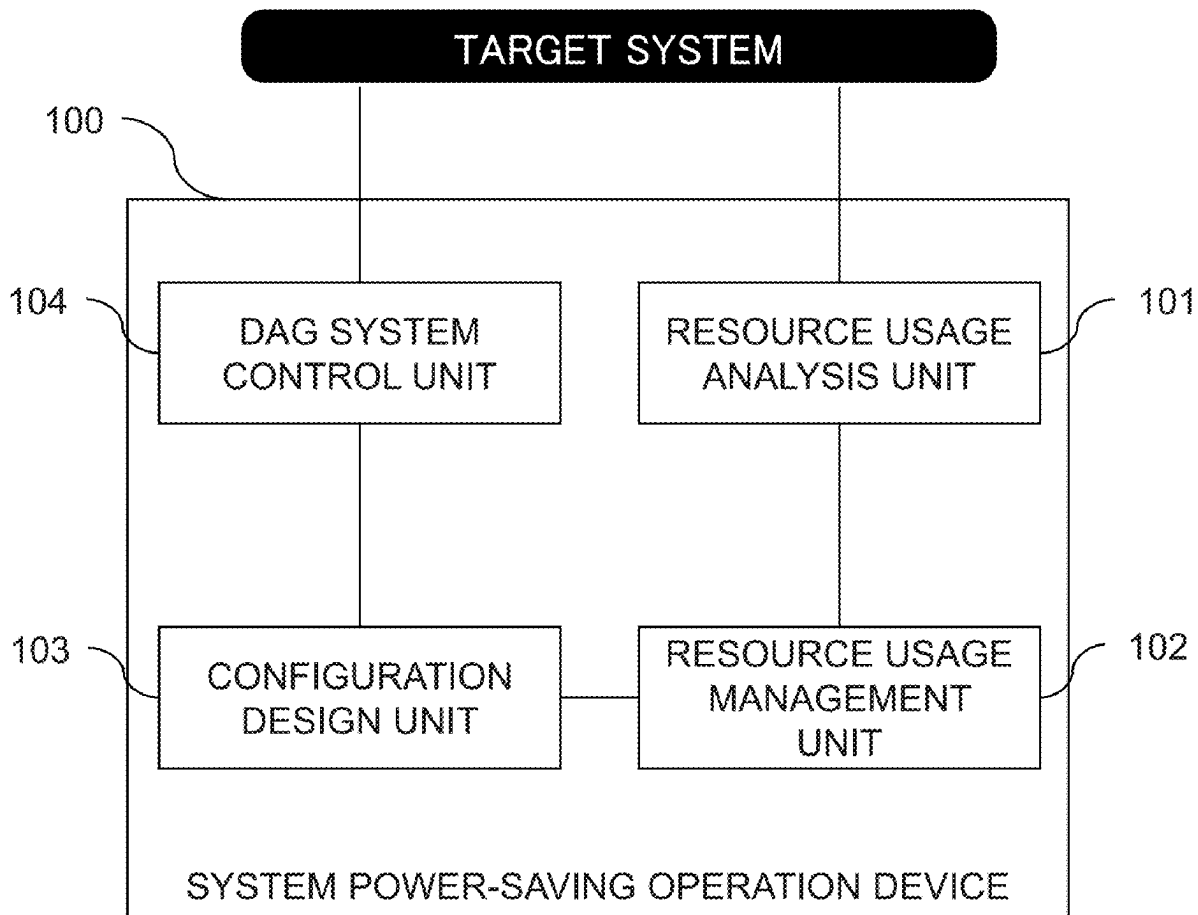 TARGET SYSTEM
100
104
DAG SYSTEM
CONTROL UNIT
RESOURCE USAGE
ANALYSIS UNIT
101
103
CONFIGURATION
DESIGN UNIT
RESOURCE USAGE
MANAGEMENT
UNIT
102
SYSTEM POWER-SAVING OPERATION DEVICE